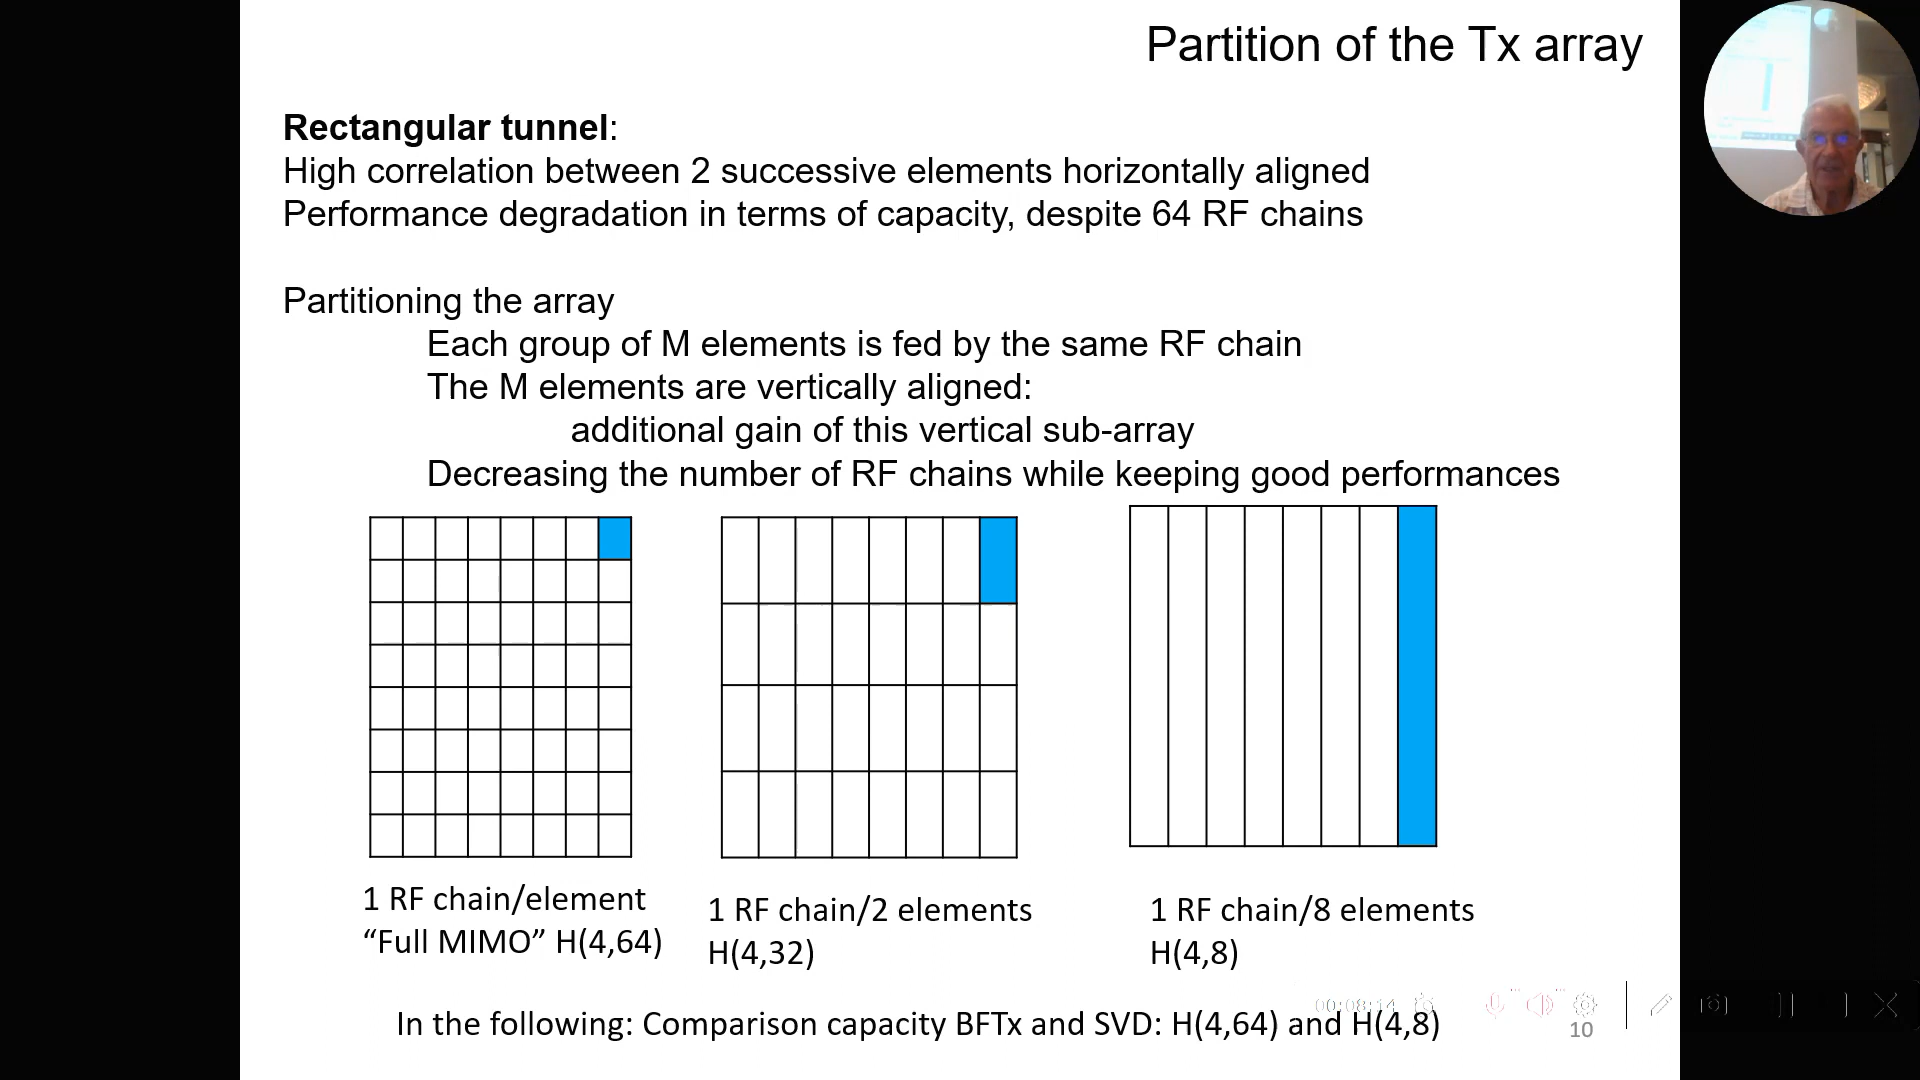 Partition of the Tx array
Rectangular tunnel:
High correlation between 2 successive elements horizontally aligned
Performance degradation in terms of capacity, despite 64 RF chains
Partitioning the array
Each group of M elements is fed by the same RF chain
The M elements are vertically aligned:
additional gain of this vertical sub-array
Decreasing the number of RF chains while keeping good performances
1 RF chain/element
“Full MIMO” H(4,64)
1 RF chain/2 elements
H(4,32)
1 RF chain/8 elements
H(4,8)
00:08:14
In the following: Comparison capacity BFTx and SVD: H(4,64) and H(4,8)
10